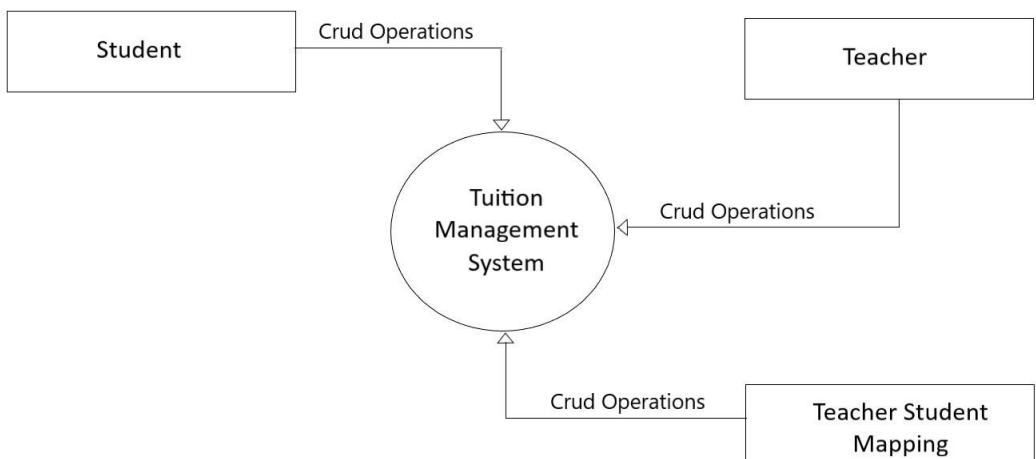 Crud Operations
Student
Teacher
Tuition
Management
System
Crud Operations
Crud Operations
Teacher Student
Mapping